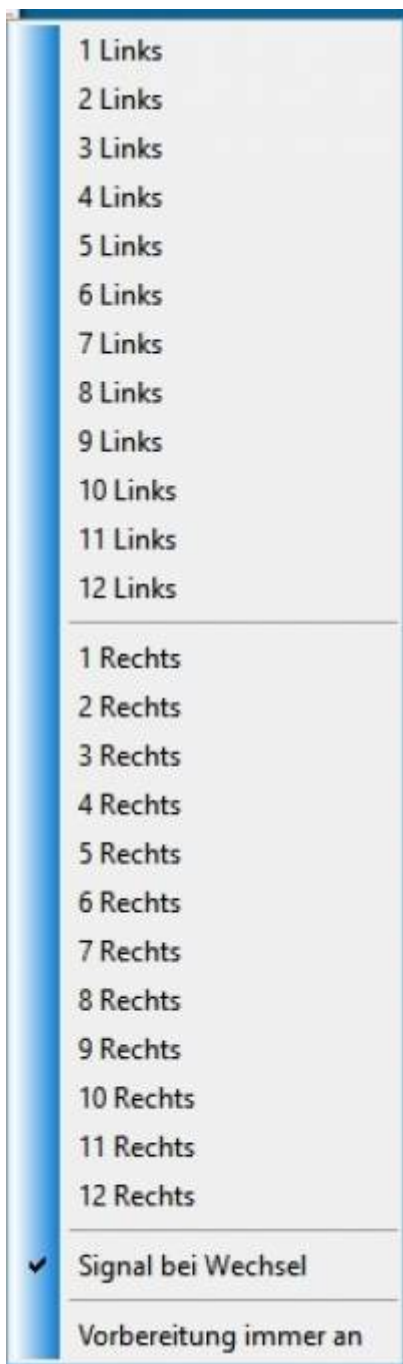 1 Links
2 Links
3 Links
4 Links
5 Links
6 Links
7 Links
8 Links
9 Links
10 Links
11 Links
12 Links
1 Rechts
2 Rechts
3 Rechts
4 Rechts
5 Rechts
6 Rechts
7 Rechts
8 Rechts
9 Rechts
10 Rechts
11 Rechts
12 Rechts
Signal bei Wechsel
Vorbereitung immer an